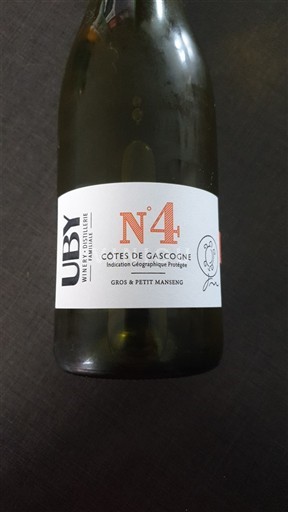 UBY
WINERY • DISTILLERIE
FAMILIALE
N°4
CÔTES DE GASCOGNE
Indication Géographique Protégée
GROS & PETIT MANSENG